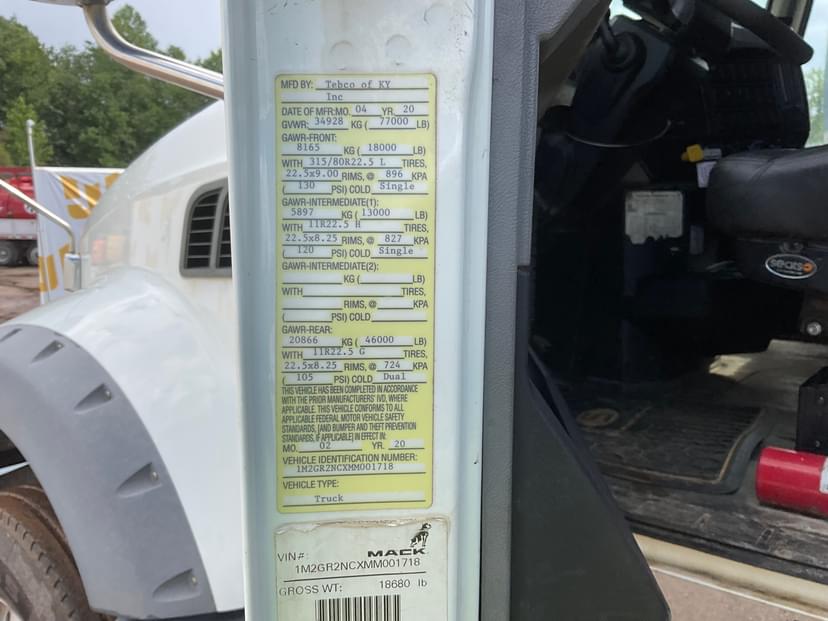 MFD BY: Tebco of KY
Inc
DATE OF MFR: MO. 04 YR. 20
GVWR: 34928 KG ( 77000 LB)
GAWR-FRONT:
8165 KG ( 18000 LB)
WITH 315/80R22.5 L TIRES,
22.5x9.00 RIMS, @ 896 KPA
( 130 PSI) COLD Single
GAWR-INTERMEDIATE(1):
5897 KG ( 13000 LB)
WITH 11R22.5 H TIRES,
22.5x8.25 RIMS, @ 827 KPA
( 120 PSI) COLD Single
GAWR-INTERMEDIATE(2):
KG ( LB)
WITH TIRES,
RIMS, @ KPA
( PSI) COLD
GAWR-REAR:
20866 KG ( 46000 LB)
WITH 11R22.5 G TIRES,
22.5x8.25 RIMS, @ 724 KPA
( 105 PSI) COLD Dual
THIS VEHICLE HAS BEEN COMPLETED IN ACCORDANCE
WITH THE PRIOR MANUFACTURERS' IVD, WHERE
APPLICABLE. THIS VEHICLE CONFORMS TO ALL
APPLICABLE FEDERAL MOTOR VEHICLE SAFETY
STANDARDS, [AND BUMPER AND THEFT PREVENTION
STANDARDS, IF APPLICABLE] IN EFFECT IN:
MO. 02 YR. 20
VEHICLE IDENTIFICATION NUMBER:
1M2GR2NCXMM001718
VEHICLE TYPE:
Truck
MACK
VIN#:
1M2GR2NCXMM001718
GROSS WT: 18680 lb
seats